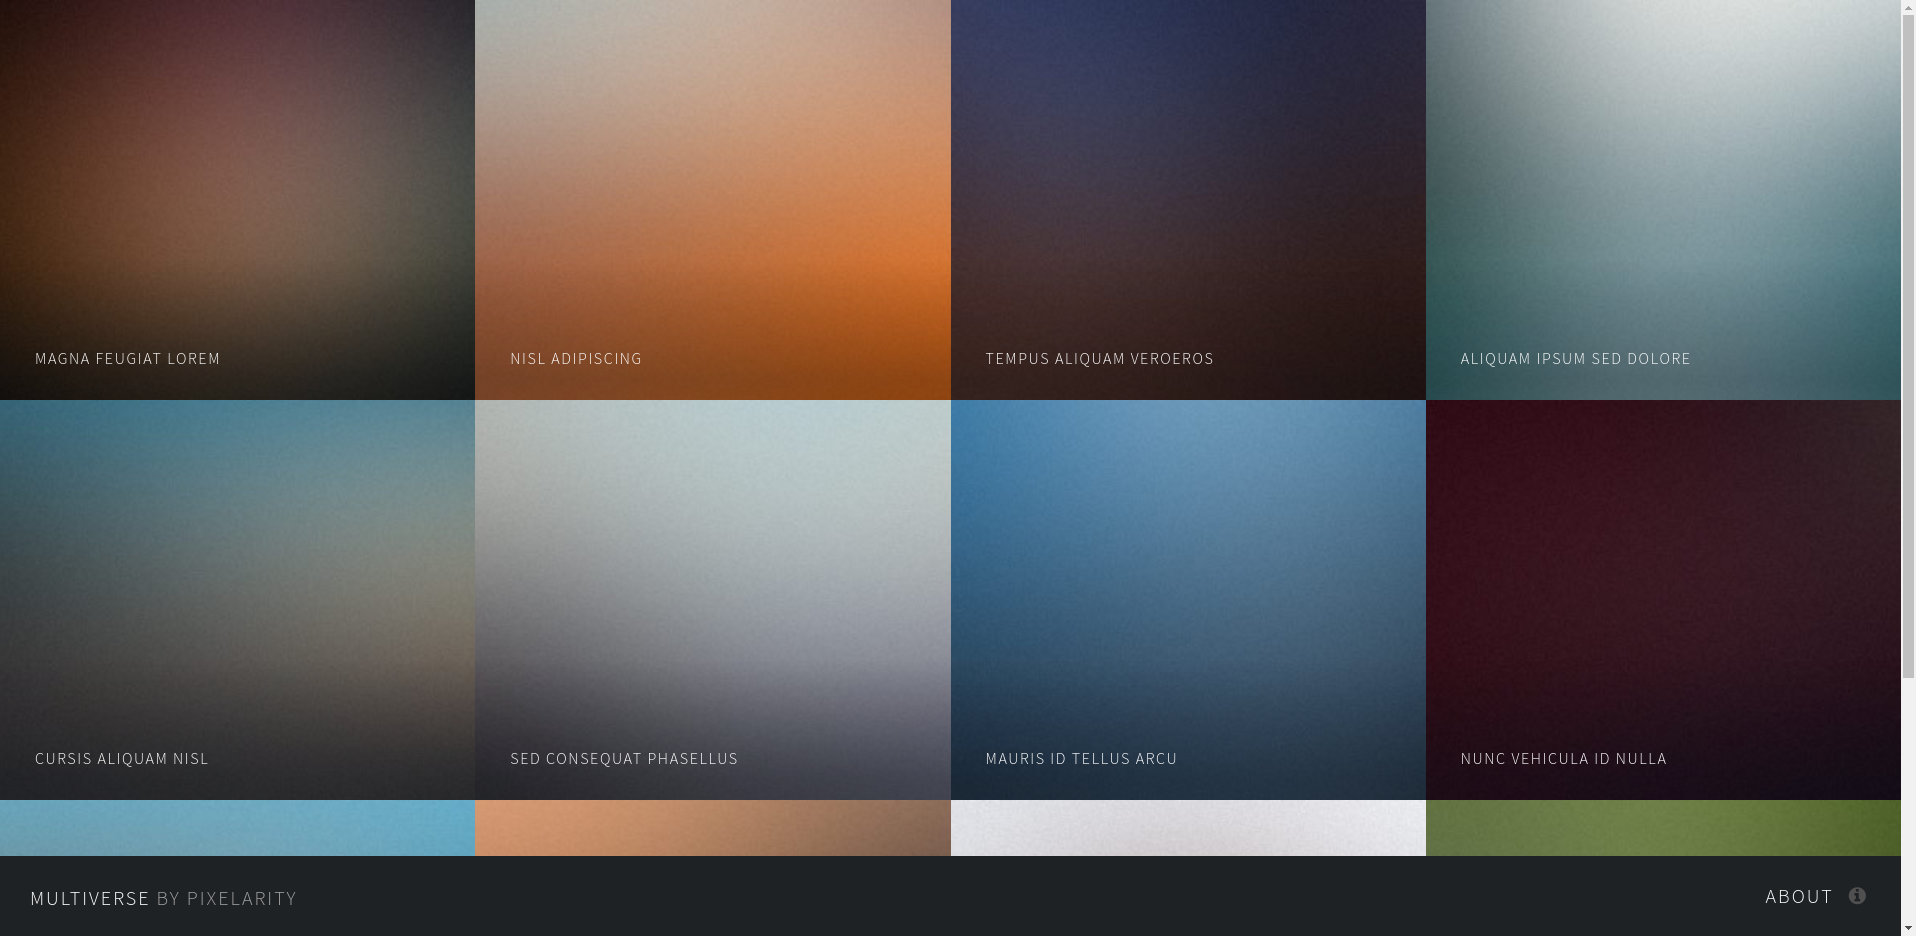 MAGNA FEUGIAT LOREM
NISL ADIPISCING
TEMPUS ALIQUAM VEROEROS
ALIQUAM IPSUM SED DOLORE
CURSIS ALIQUAM NISL
SED CONSEQUAT PHASELLUS
MAURIS ID TELLUS ARCU
NUNC VEHICULA ID NULLA
MULTIVERSE BY PIXELARITY
ABOUT